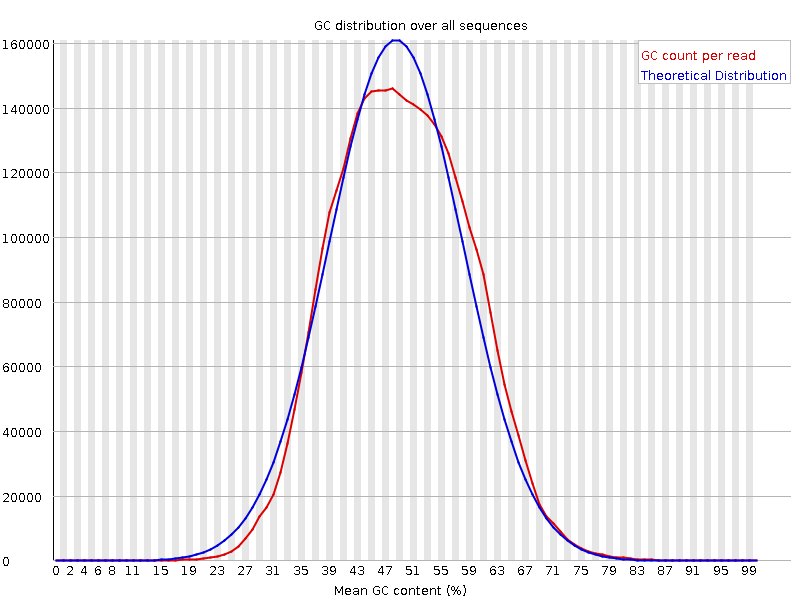 GC distribution over all sequences
GC count per read
Theoretical Distribution
160000
140000
120000
100000
80000
60000
40000
20000
0
0 2 4 6 8 11 15 19 23 27 31 35 39 43 47 51 55 59 63 67 71 75 79 83 87 91 95 99
Mean GC content (%)